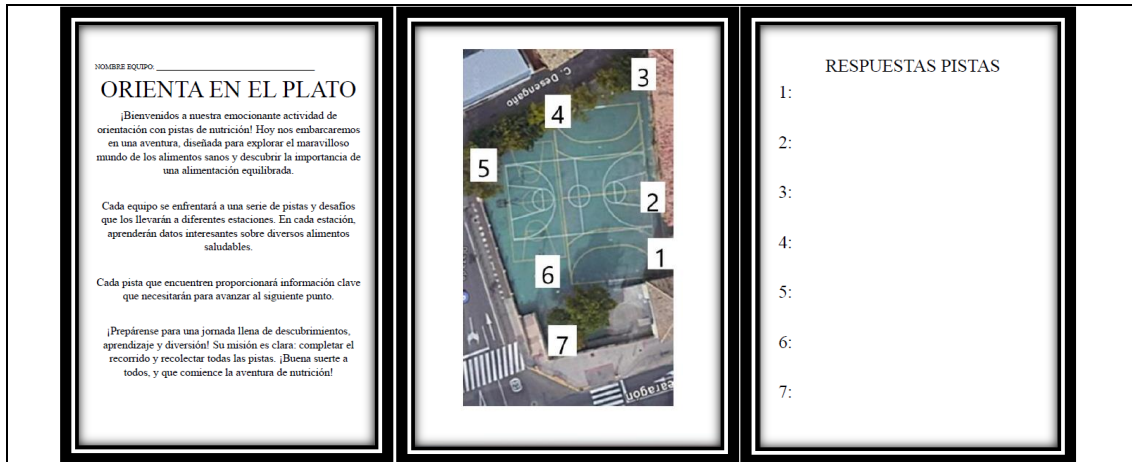 NOMBRE EQUIPO:
ORIENTA EN EL PLATO
¡Bienvenidos a nuestra emocionante actividad de
orientación con pistas de nutrición! Hoy nos embarcaremos
en una aventura, diseñada para explorar el maravilloso
mundo de los alimentos sanos y descubrir la importancia de
una alimentación equilibrada.
Cada equipo se enfrentará a una serie de pistas y desafíos
que los llevarán a diferentes estaciones. En cada estación,
aprenderán datos interesantes sobre diversos alimentos
saludables.
Cada pista que encuentren proporcionará información clave
que necesitarán para avanzar al siguiente punto.
¡Prepárense para una jornada llena de descubrimientos,
aprendizaje y diversión! Su misión es clara: completar el
recorrido y recolectar todas las pistas. ¡Buena suerte a
todos, y que comience la aventura de nutrición!
C. Desengaño
3
4
5
2
1
6
7
earagon
RESPUESTAS PISTAS
1:
2:
3:
4:
5:
6:
7: